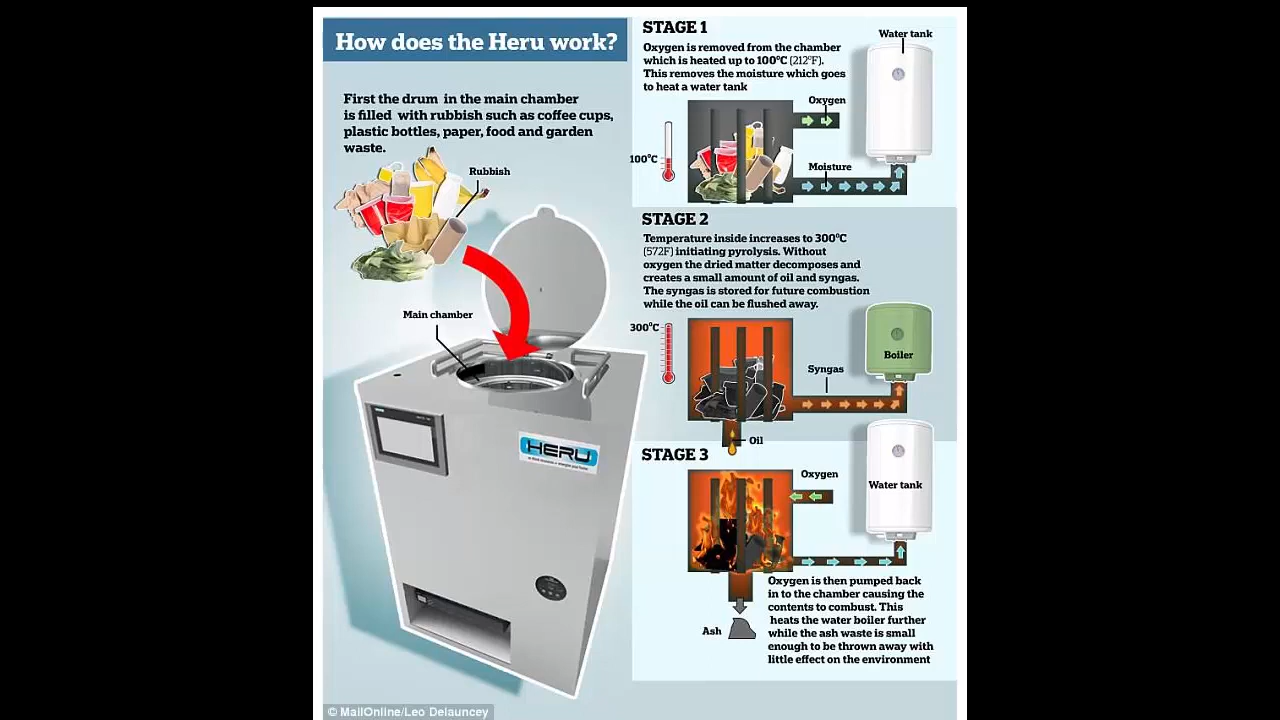 How does the Heru work?
First the drum in the main chamber
is filled with rubbish such as coffee cups,
plastic bottles, paper, food and garden
waste.
Rubbish
Main chamber
HERU
STAGE 1
Oxygen is removed from the chamber
which is heated up to 100°C (212°F).
This removes the moisture which goes
to heat a water tank
Water tank
Oxygen
100°C
Moisture
STAGE 2
Temperature inside increases to 300°C
(572F) initiating pyrolysis. Without
oxygen the dried matter decomposes and
creates a small amount of oil and syngas.
The syngas is stored for future combustion
while the oil can be flushed away.
300°C
Boiler
Syngas
Oil
STAGE 3
Oxygen
Water tank
Oxygen is then pumped back
in to the chamber causing the
contents to combust. This
heats the water boiler further
while the ash waste is small
enough to be thrown away with
little effect on the environment
Ash
© MailOnline/Leo Delauncey